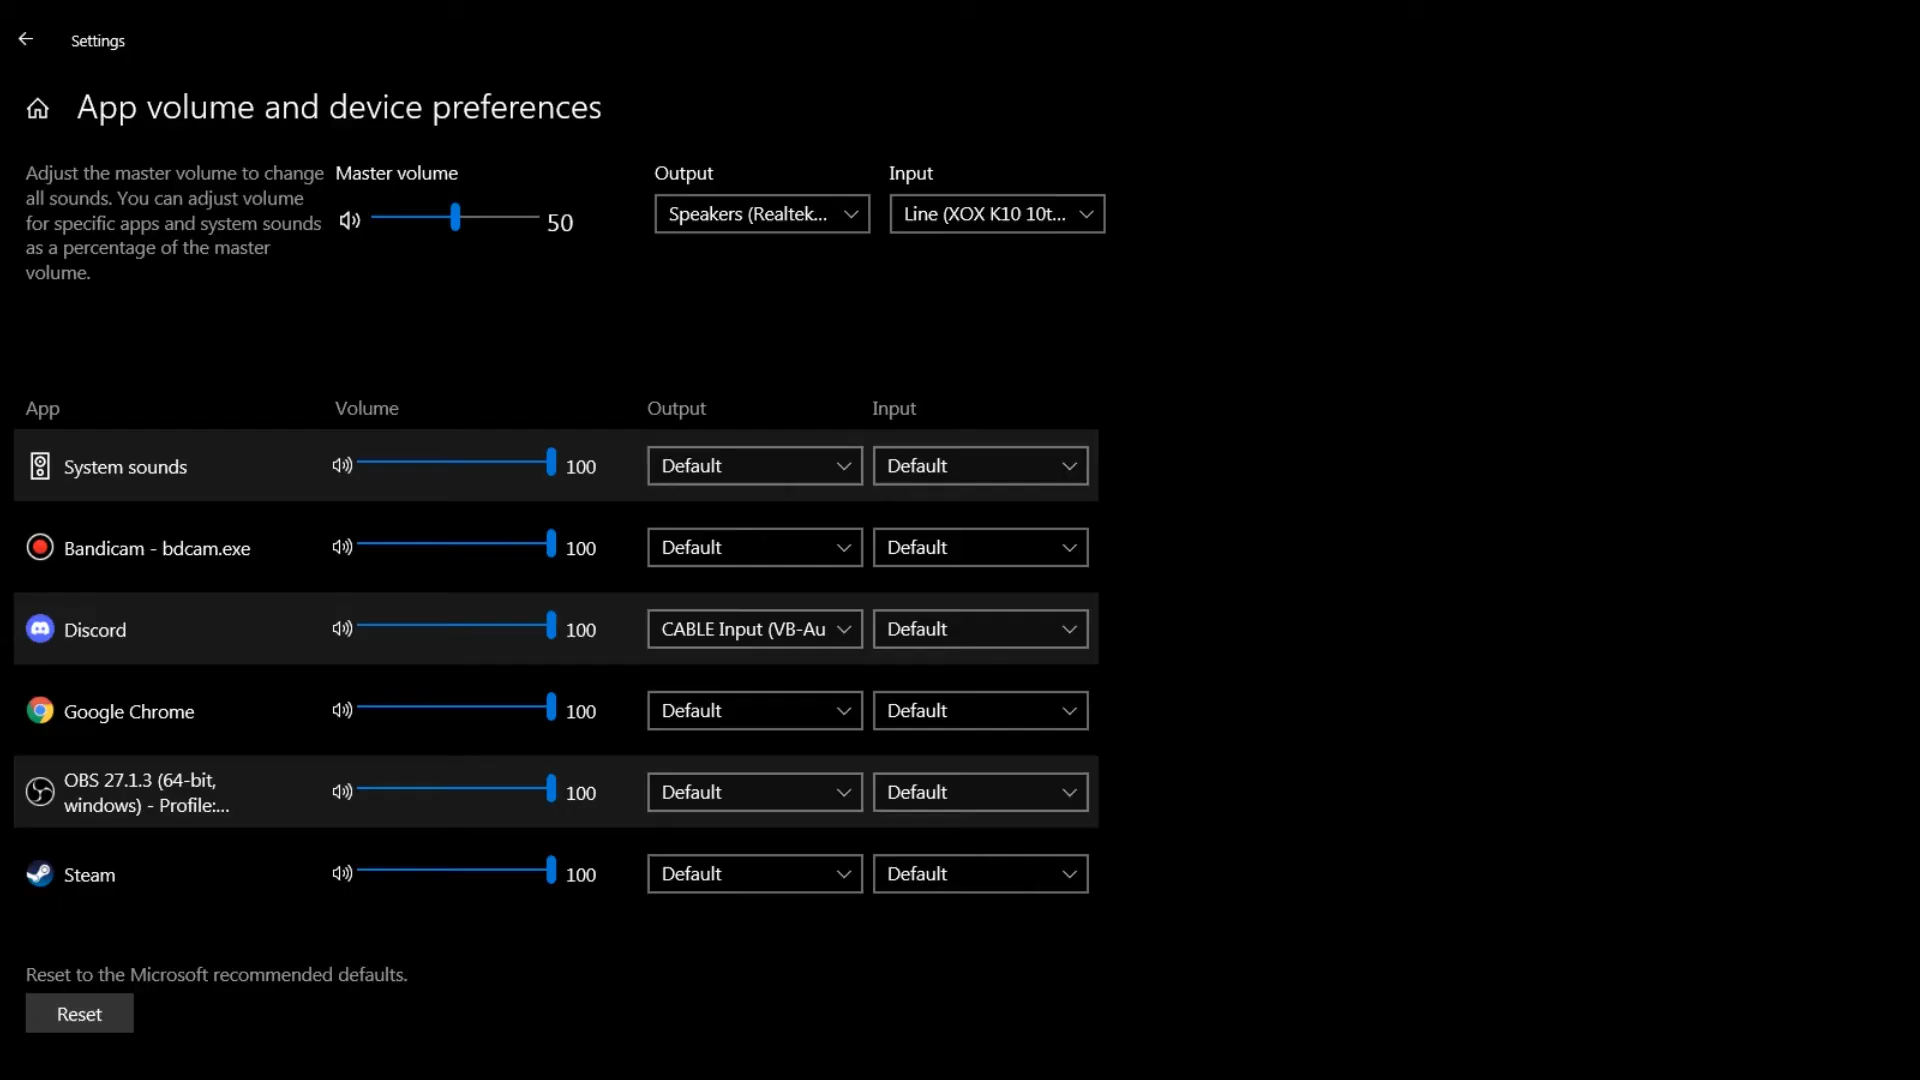 Settings
App volume and device preferences
Adjust the master volume to change
all sounds. You can adjust volume
for specific apps and system sounds
as a percentage of the master
volume.
Master volume
50
Output
Speakers (Realtek...
Input
Line (XOX K10 10t...
App Volume Output Input
System sounds 100 Default Default
Bandicam - bdcam.exe 100 Default Default
Discord 100 CABLE Input (VB-Au Default
Google Chrome 100 Default Default
OBS 27.1.3 (64-bit,
windows) - Profile:...
100 Default Default
Steam 100 Default Default
Reset to the Microsoft recommended defaults.
Reset